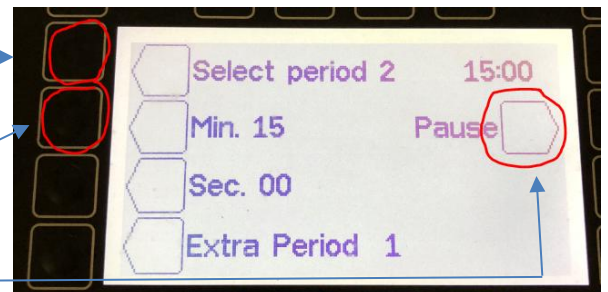 Select period 2 15:00
Min. 15 Pause
Sec. 00
Extra Period 1